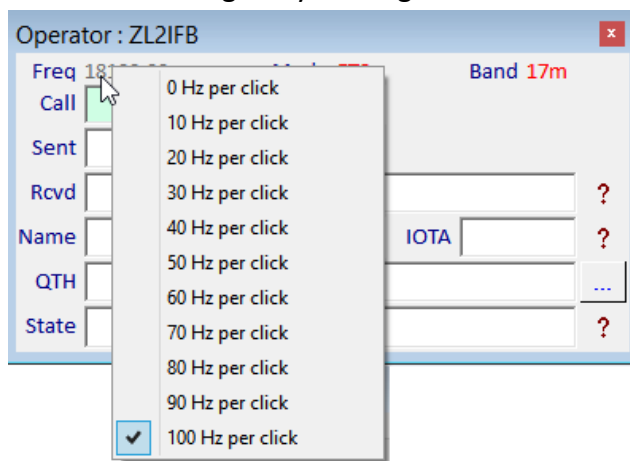 Operator : ZL2IFB x
Freq Band 17m
Call
Sent
Rcvd ?
Name IOTA ?
QTH ...
State ?
0 Hz per click
10 Hz per click
20 Hz per click
30 Hz per click
40 Hz per click
50 Hz per click
60 Hz per click
70 Hz per click
80 Hz per click
90 Hz per click
100 Hz per click